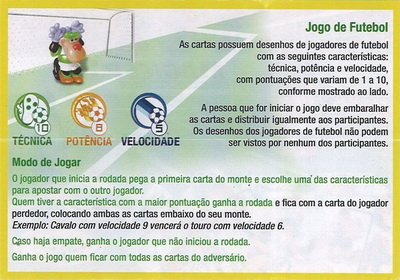 Jogo de Futebol
As cartas possuem desenhos de jogadores de futebol
com as seguintes características:
técnica, potência e velocidade,
com pontuações que variam de 1 a 10,
conforme mostrado ao lado.
A pessoa que for iniciar o jogo deve embaralhar
as cartas e distribuir igualmente aos participantes.
Os desenhos dos jogadores de futebol não podem
ser vistos por nenhum dos participantes.
10 8 5
TÉCNICA POTÊNCIA VELOCIDADE
Modo de Jogar
O jogador que inicia a rodada pega a primeira carta do monte e escolhe uma das características
para apostar com o outro jogador.
Quem tiver a característica com a maior pontuação ganha a rodada e fica com a carta do jogador
perdedor, colocando ambas as cartas embaixo do seu monte.
Exemplo: Cavalo com velocidade 9 vencerá o touro com velocidade 6.
Caso haja empate, ganha o jogador que não iniciou a rodada.
Ganha o jogo quem ficar com todas as cartas do adversário.